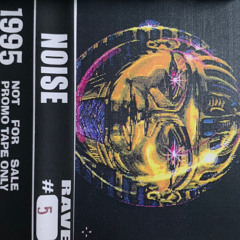 1995
NOT FOR SALE
PROMO TAPE ONLY
NOISE
RAVE
# 5